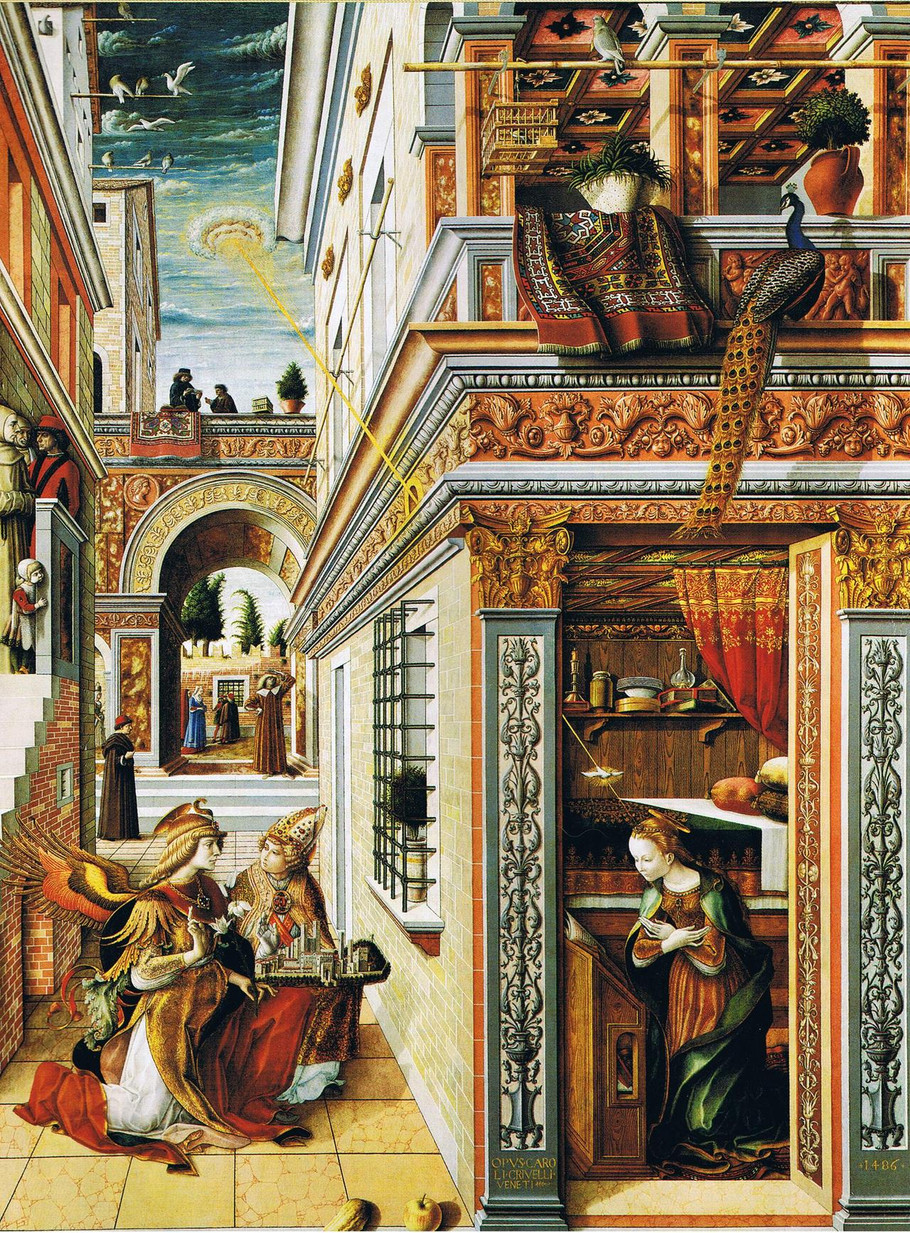 OPVS·CARO
LI·CRIVELLI·
VENETI
·1486·